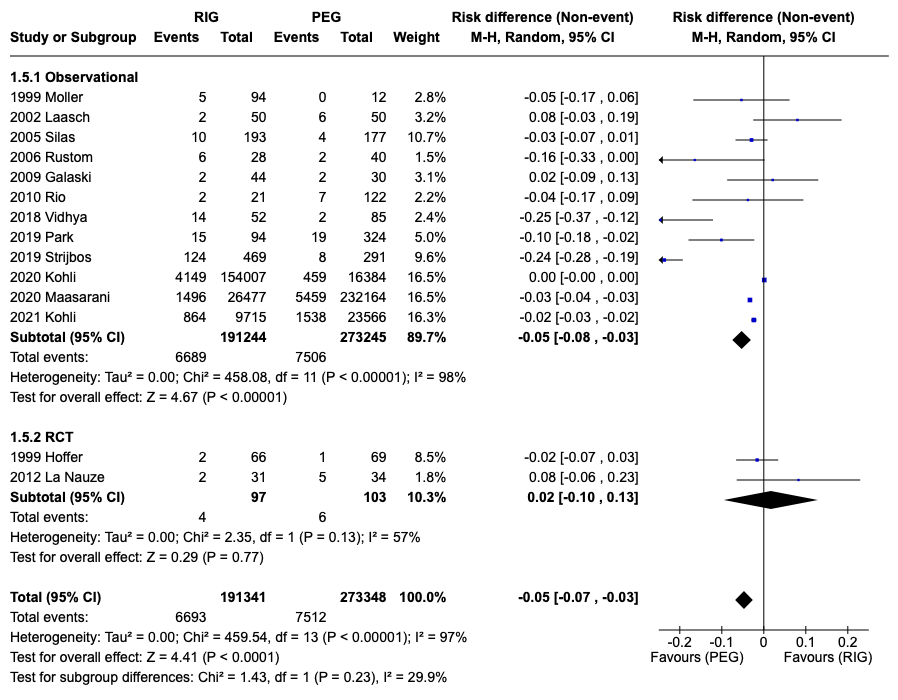 RIG PEG Risk difference (Non-event) Risk difference (Non-event)
Study or Subgroup Events Total Events Total Weight M-H, Random, 95% CI M-H, Random, 95% CI
1.5.1 Observational
1999 Moller 5 94 0 12 2.8% -0.05 [-0.17 , 0.06]
2002 Laasch 2 50 6 50 3.2% 0.08 [-0.03 , 0.19]
2005 Silas 10 193 4 177 10.7% -0.03 [-0.07 , 0.01]
2006 Rustom 6 28 2 40 1.5% -0.16 [-0.33 , 0.00]
2009 Galaski 2 44 2 30 3.1% 0.02 [-0.09 , 0.13]
2010 Rio 2 21 7 122 2.2% -0.04 [-0.17 , 0.09]
2018 Vidhya 14 52 2 85 2.4% -0.25 [-0.37 , -0.12]
2019 Park 15 94 19 324 5.0% -0.10 [-0.18 , -0.02]
2019 Strijbos 124 469 8 291 9.6% -0.24 [-0.28 , -0.19]
2020 Kohli 4149 154007 459 16384 16.5% 0.00 [-0.00 , 0.00]
2020 Maasarani 1496 26477 5459 232164 16.5% -0.03 [-0.04 , -0.03]
2021 Kohli 864 9715 1538 23566 16.3% -0.02 [-0.03 , -0.02]
Subtotal (95% CI) 191244 273245 89.7% -0.05 [-0.08 , -0.03]
Total events: 6689 7506
Heterogeneity: Tau² = 0.00; Chi² = 458.08, df = 11 (P < 0.00001); I² = 98%
Test for overall effect: Z = 4.67 (P < 0.00001)
1.5.2 RCT
1999 Hoffer 2 66 1 69 8.5% -0.02 [-0.07 , 0.03]
2012 La Nauze 2 31 5 34 1.8% 0.08 [-0.06 , 0.23]
Subtotal (95% CI) 97 103 10.3% 0.02 [-0.10 , 0.13]
Total events: 4 6
Heterogeneity: Tau² = 0.00; Chi² = 2.35, df = 1 (P = 0.13); I² = 57%
Test for overall effect: Z = 0.29 (P = 0.77)
Total (95% CI) 191341 273348 100.0% -0.05 [-0.07 , -0.03]
Total events: 6693 7512
Heterogeneity: Tau² = 0.00; Chi² = 459.54, df = 13 (P < 0.00001); I² = 97%
Test for overall effect: Z = 4.41 (P < 0.0001)
Test for subgroup differences: Chi² = 1.43, df = 1 (P = 0.23), I² = 29.9%
-0.2 -0.1 0 0.1 0.2
Favours (PEG) Favours (RIG)